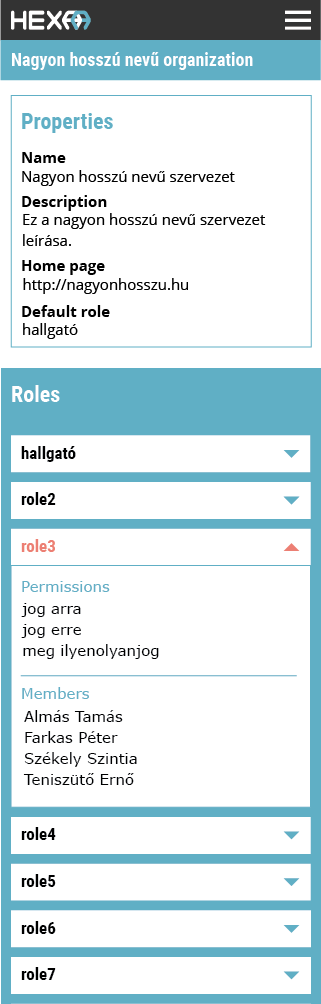 HEXAA
Nagyon hosszú nevű organization
Properties
Name
Nagyon hosszú nevű szervezet
Description
Ez a nagyon hosszú nevű szervezet
leírása.
Home page
http://nagyonhosszu.hu
Default role
hallgató
Roles
hallgató
role2
role3
Permissions
jog arra
jog erre
meg ilyenolyanjog
Members
Almás Tamás
Farkas Péter
Székely Szintia
Teniszütő Ernő
role4
role5
role6
role7